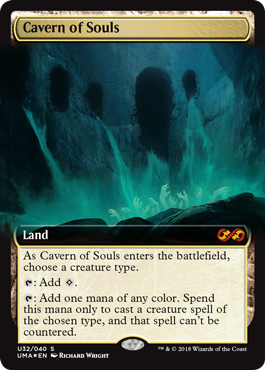 Cavern of Souls
Land
As Cavern of Souls enters the battlefield,
choose a creature type.
: Add .
: Add one mana of any color. Spend
this mana only to cast a creature spell of
the chosen type, and that spell can't be
countered.
U32/040 S
UMA★EN Richard Wright
™ & © 2018 Wizards of the Coast